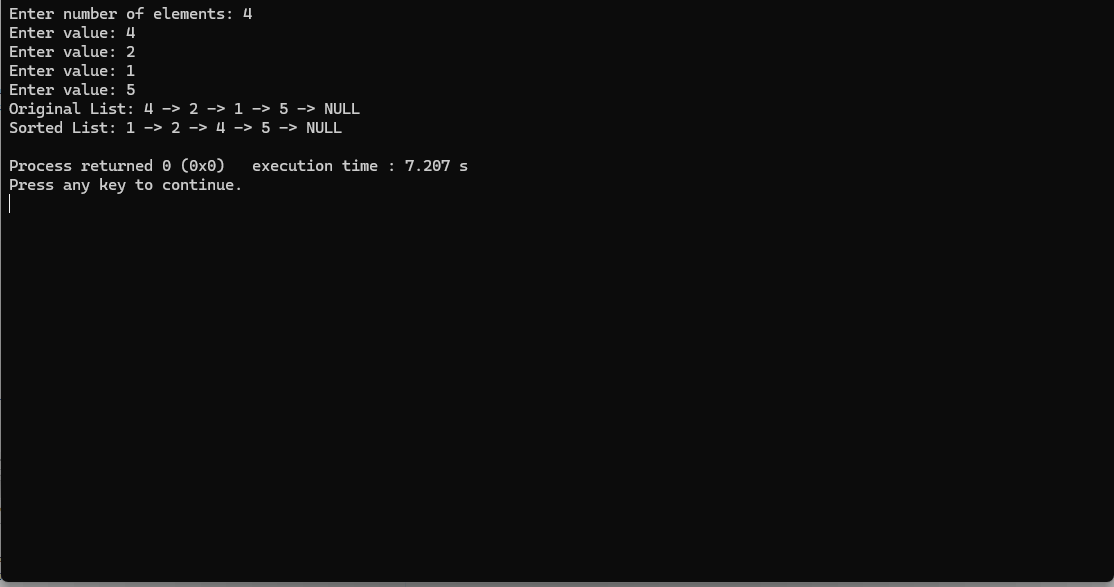 Enter number of elements: 4
Enter value: 4
Enter value: 2
Enter value: 1
Enter value: 5
Original List: 4 -> 2 -> 1 -> 5 -> NULL
Sorted List: 1 -> 2 -> 4 -> 5 -> NULL
Process returned 0 (0x0)   execution time : 7.207 s
Press any key to continue.